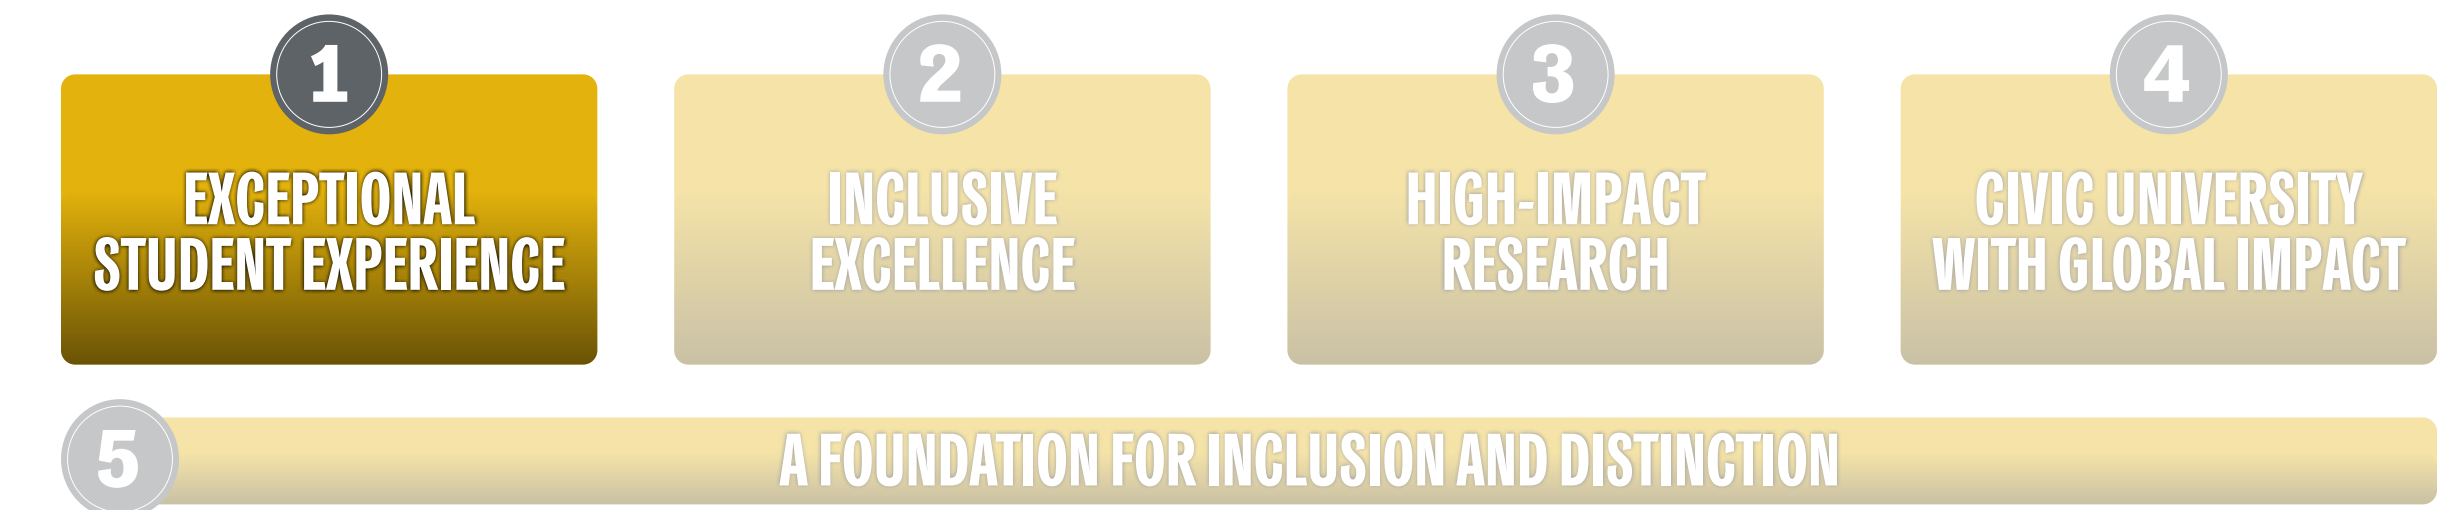 1
EXCEPTIONAL
STUDENT EXPERIENCE
2
INCLUSIVE
EXCELLENCE
3
HIGH-IMPACT
RESEARCH
4
CIVIC UNIVERSITY
WITH GLOBAL IMPACT
5
A FOUNDATION FOR INCLUSION AND DISTINCTION